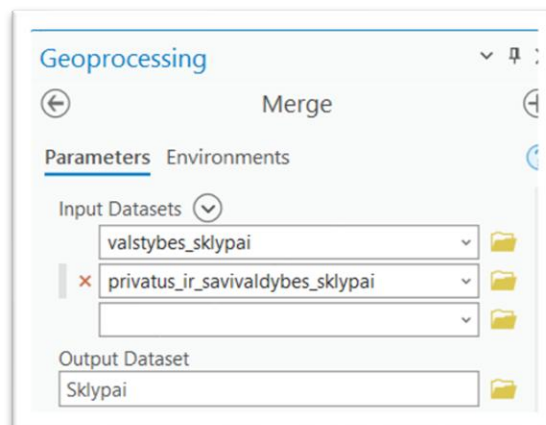 Geoprocessing
Merge
Parameters Environments
Input Datasets
valstybes_sklypai
privatus_ir_savivaldybes_sklypai
Output Dataset
Sklypai